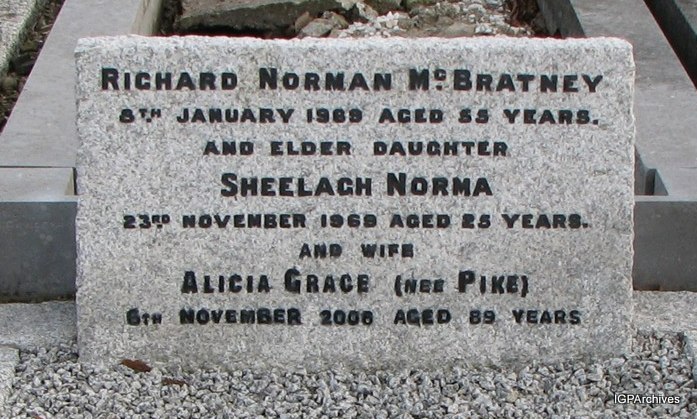 RICHARD NORMAN McBRATNEY
8TH JANUARY 1969 AGED 55 YEARS.
AND ELDER DAUGHTER
SHEELAGH NORMA
23RD NOVEMBER 1969 AGED 25 YEARS.
AND WIFE
ALICIA GRACE (NEE PIKE)
6TH NOVEMBER 2006 AGED 89 YEARS
IGPArchives